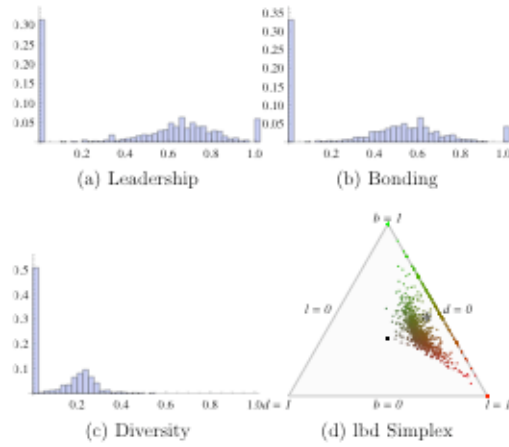 0.30
0.25
0.20
0.15
0.10
0.05
0.2 0.4 0.6 0.8 1.0
(a) Leadership
0.35
0.30
0.25
0.20
0.15
0.10
0.05
0.2 0.4 0.6 0.8 1.0
(b) Bonding
0.5
0.4
0.3
0.2
0.1
0.2 0.4 0.6 0.8 1.0
(c) Diversity
b = 1
l = 0
d = 0
d = 1
b = 0
l = 1
(d) lbd Simplex